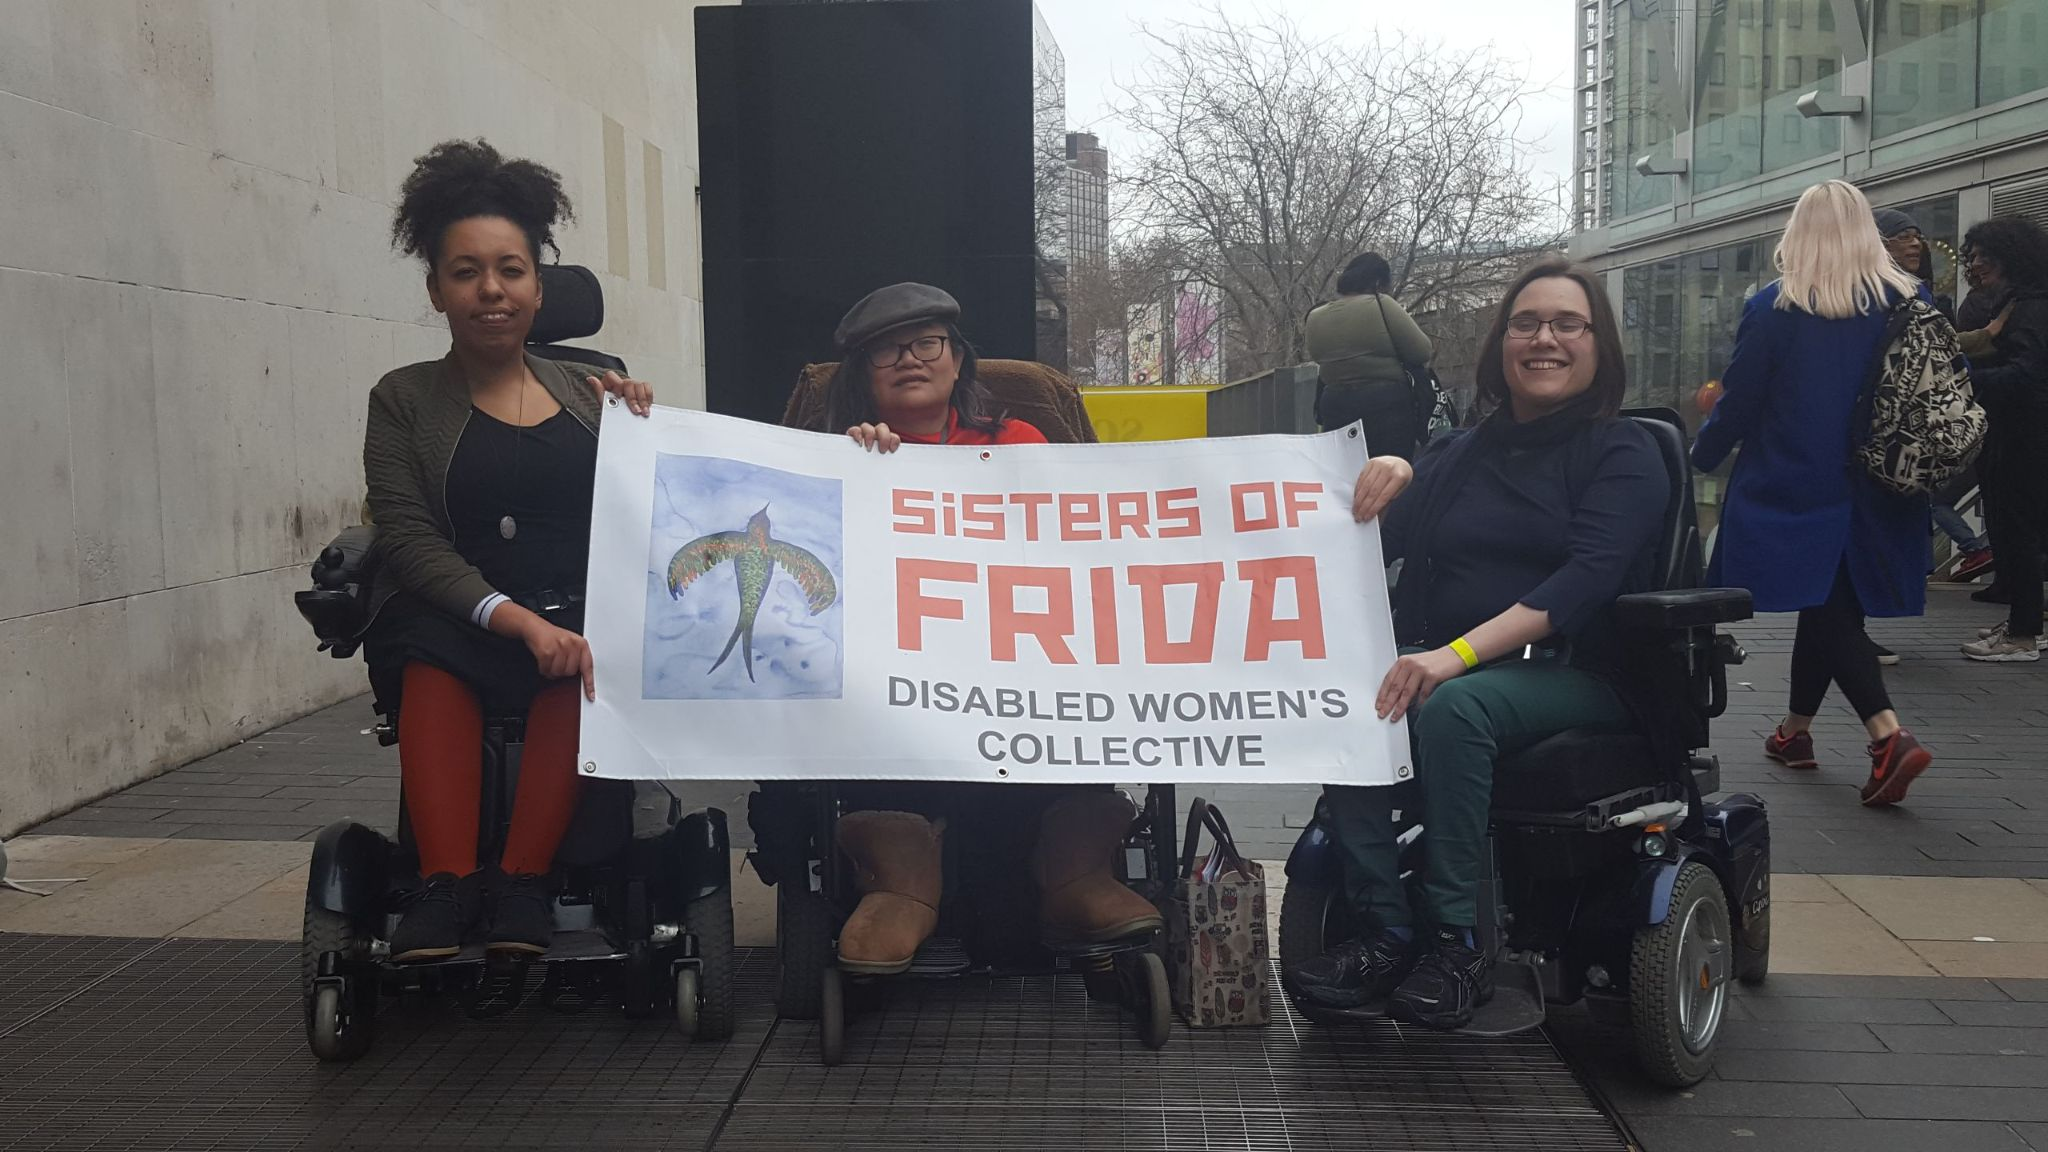 SISTERS OF
FRIDA
DISABLED WOMEN'S
COLLECTIVE